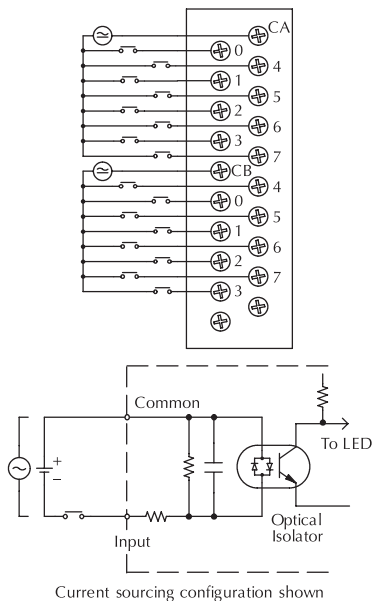 CA
0
4
1
5
2
6
3
7
CB
4
0
5
1
6
2
7
3
Common
+
−
To LED
Input
Optical
Isolator
Current sourcing configuration shown